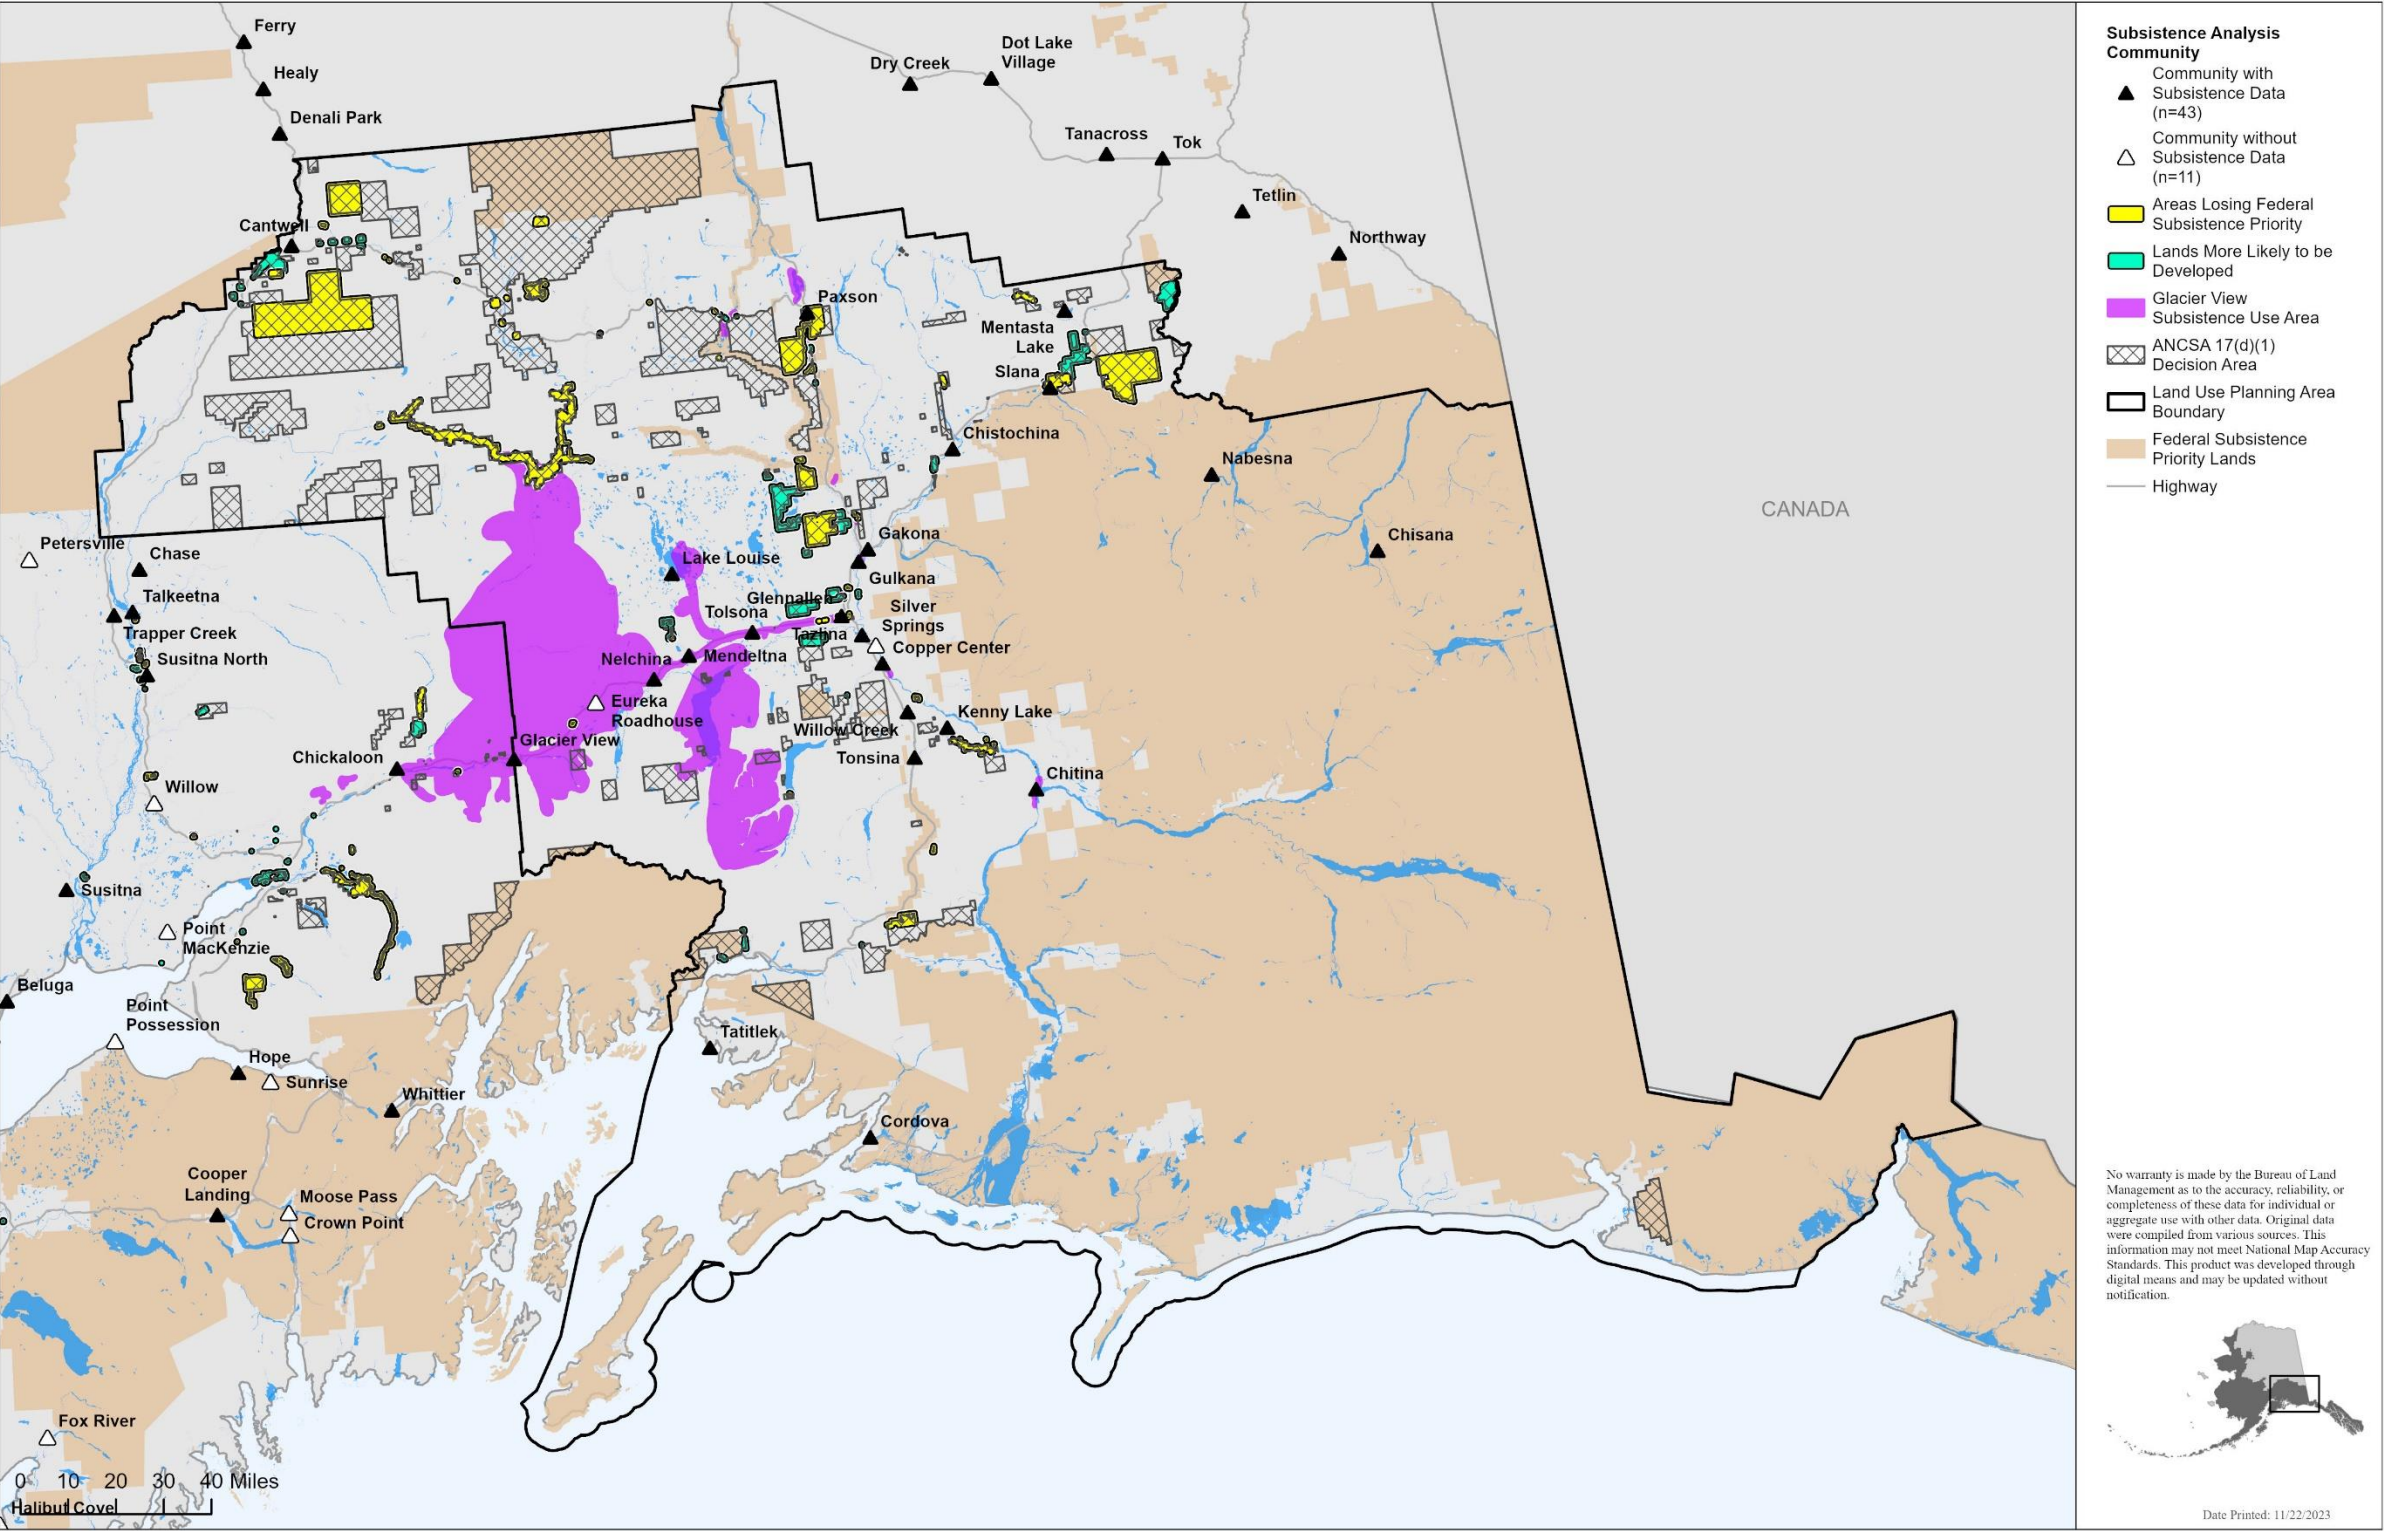 Ferry
Healy
Denali Park
Dry Creek
Dot Lake
Village
Tanacross
Tok
Tetlin
Northway
Cantwell
Paxson
Mentasta
Lake
Slana
Chistochina
Nabesna
CANADA
Petersville
Chase
Gakona
Chisana
Lake Louise
Gulkana
Talkeetna
Glennallen
Tolsona
Silver
Springs
Trapper Creek
Tazlina
Susitna North
Nelchina
Mendeltna
Copper Center
Eureka
Roadhouse
Kenny Lake
Willow Creek
Glacier View
Chickaloon
Tonsina
Chitina
Willow
Susitna
Point
MacKenzie
Beluga
Point
Possession
Tatitlek
Hope
Sunrise
Whittier
Cordova
Cooper
Landing
Moose Pass
Crown Point
Fox River
0 10 20 30 40 Miles
Halibut Cove
Subsistence Analysis
Community
Community with
Subsistence Data
(n=43)
Community without
Subsistence Data
(n=11)
Areas Losing Federal
Subsistence Priority
Lands More Likely to be
Developed
Glacier View
Subsistence Use Area
ANCSA 17(d)(1)
Decision Area
Land Use Planning Area
Boundary
Federal Subsistence
Priority Lands
Highway
No warranty is made by the Bureau of Land
Management as to the accuracy, reliability, or
completeness of these data for individual or
aggregate use with other data. Original data
were compiled from various sources. This
information may not meet National Map Accuracy
Standards. This product was developed through
digital means and may be updated without
notification.
Date Printed: 11/22/2023